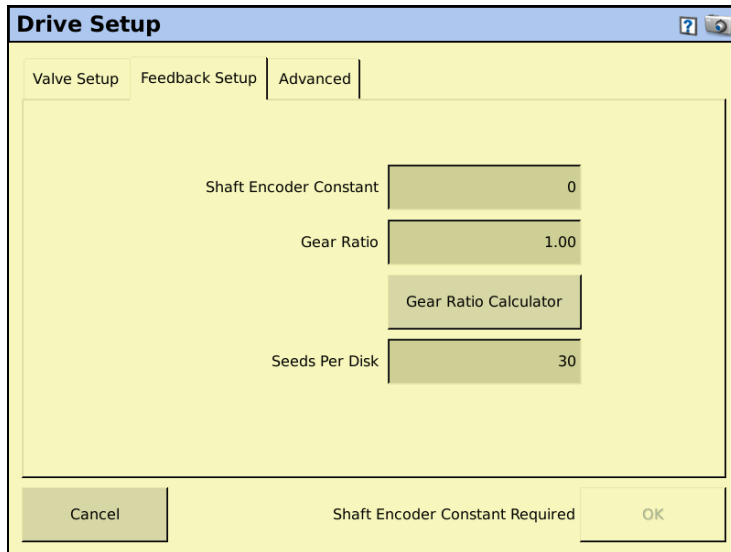 Drive Setup
?
Valve Setup Feedback Setup Advanced
Shaft Encoder Constant 0
Gear Ratio 1.00
Gear Ratio Calculator
Seeds Per Disk 30
Cancel Shaft Encoder Constant Required OK